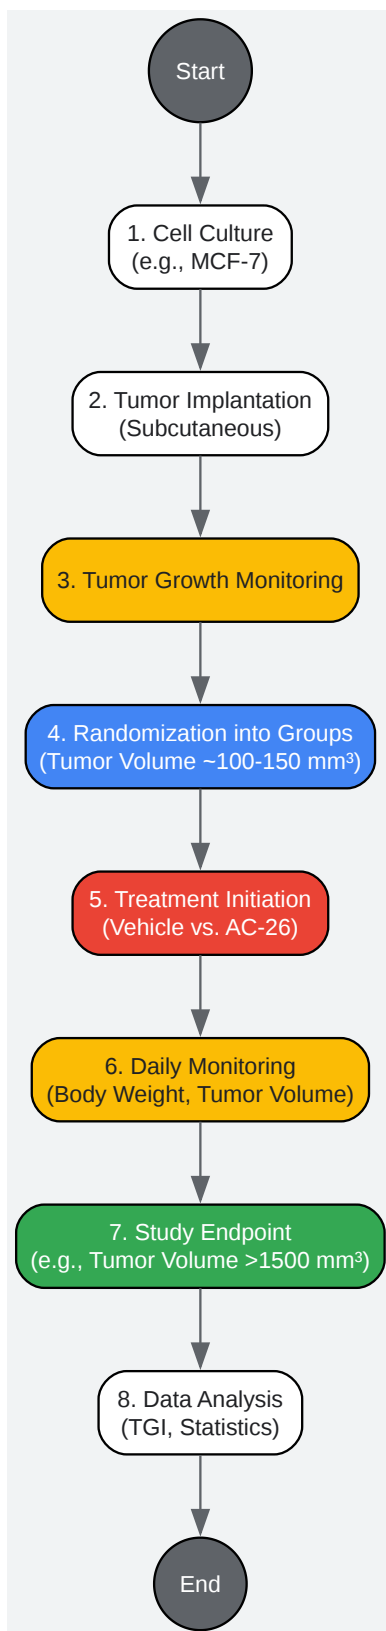 Start
1. Cell Culture
(e.g., MCF-7)
2. Tumor Implantation
(Subcutaneous)
3. Tumor Growth Monitoring
4. Randomization into Groups
(Tumor Volume ~100-150 mm³)
5. Treatment Initiation
(Vehicle vs. AC-26)
6. Daily Monitoring
(Body Weight, Tumor Volume)
7. Study Endpoint
(e.g., Tumor Volume >1500 mm³)
8. Data Analysis
(TGI, Statistics)
End